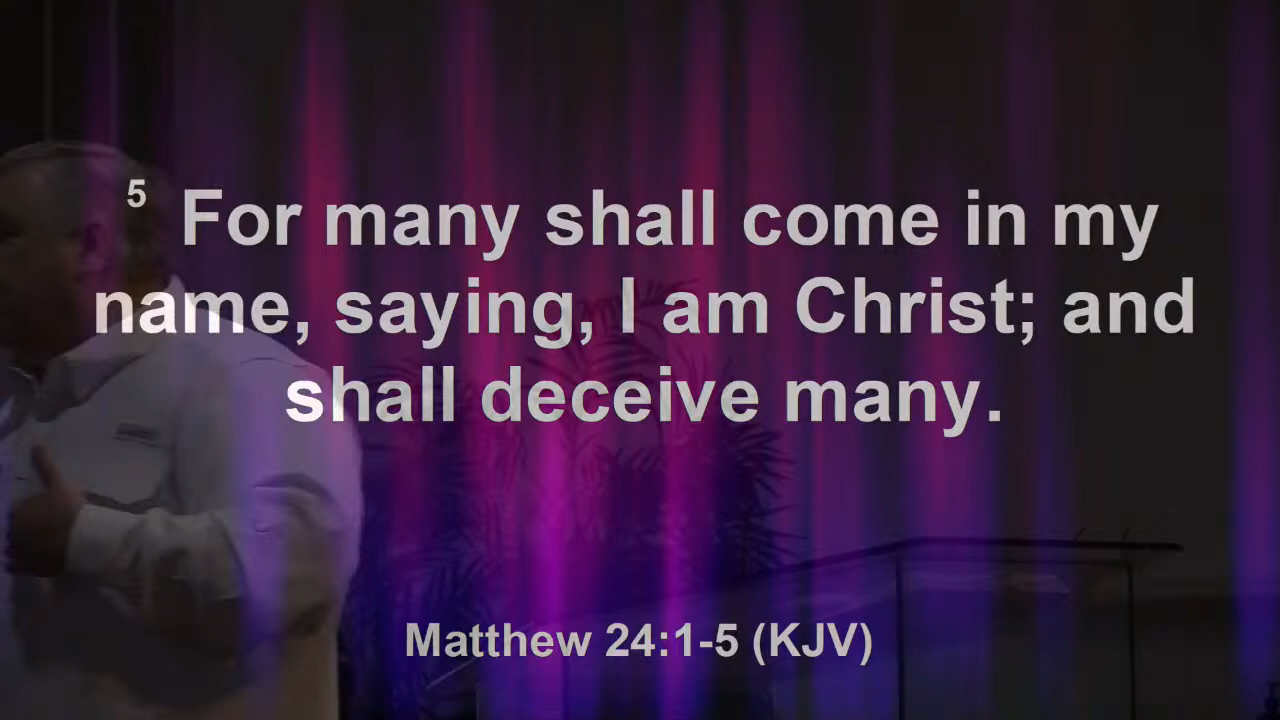 5 For many shall come in my
name, saying, I am Christ; and
shall deceive many.
Matthew 24:1-5 (KJV)